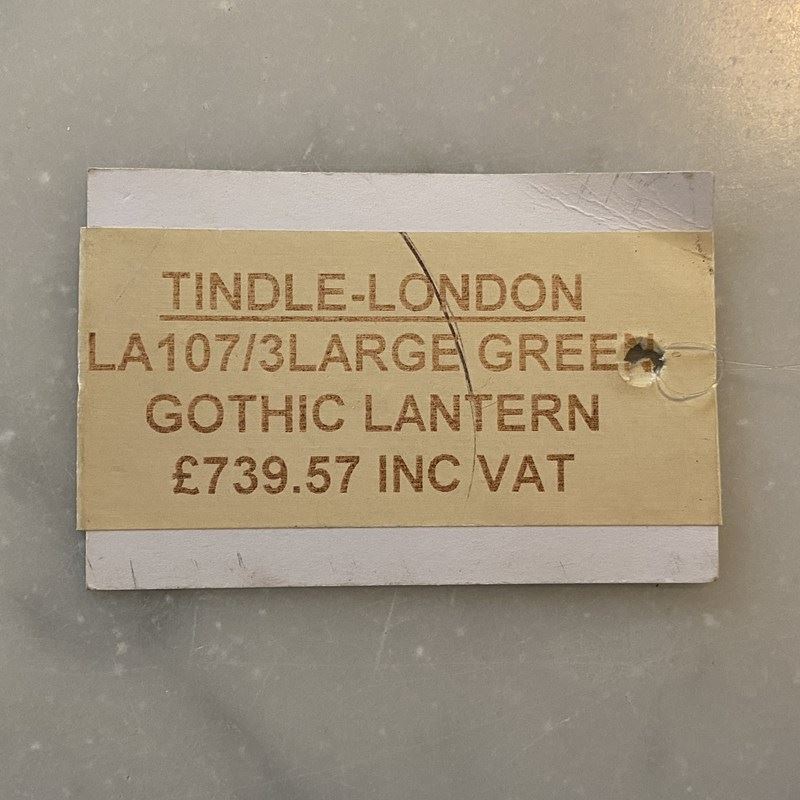 TINDLE-LONDON
LA107/3LARGE GREEN
GOTHIC LANTERN
£739.57 INC VAT